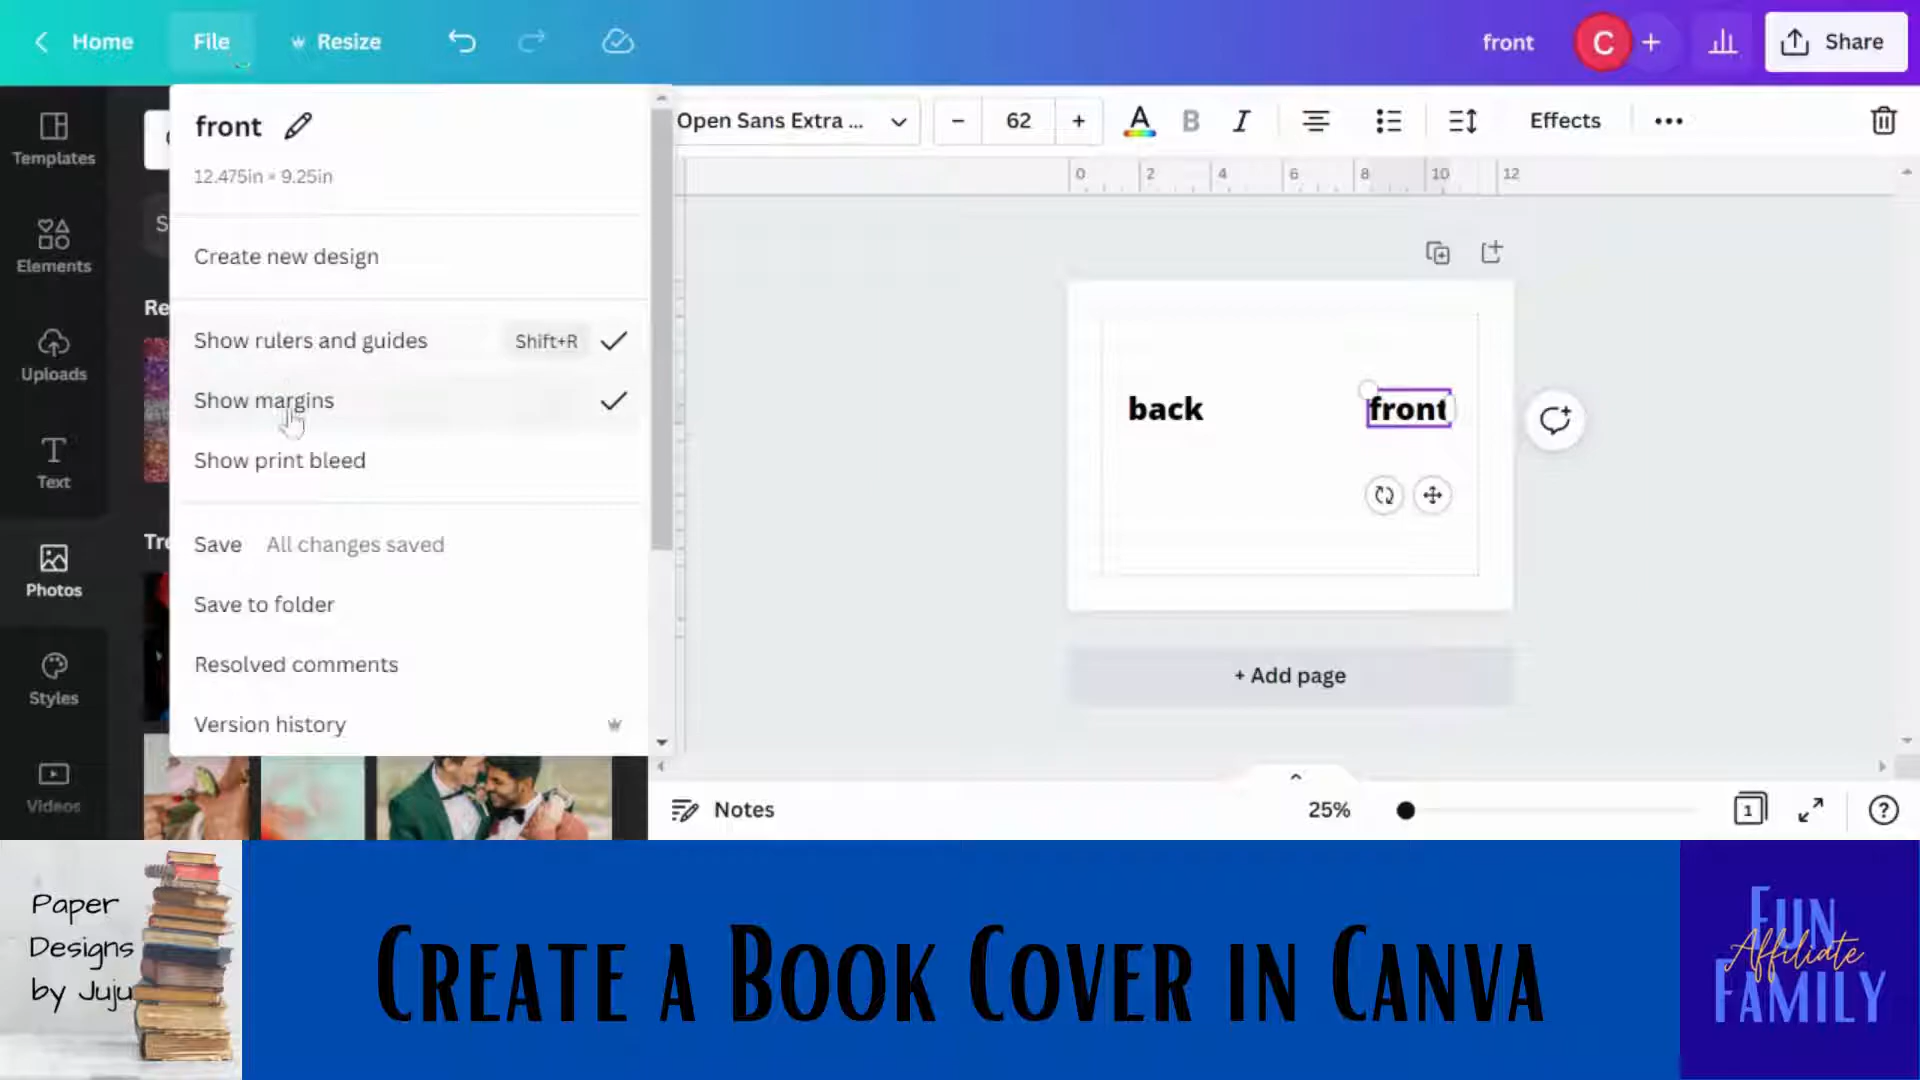 Home
File
Resize
front
C
Share
front
12.475in × 9.25in
Create new design
Show rulers and guides Shift+R
Show margins
Show print bleed
Save All changes saved
Save to folder
Resolved comments
Version history
Templates
Elements
Uploads
Text
Photos
Styles
Videos
S
Re
Tre
Open Sans Extra ...
62
A
B
I
Effects
0 2 4 6 8 10 12
back
front
+ Add page
Notes
25%
1
?
Paper
Designs
by Juju
Create a Book Cover in Canva
Fun
Affiliate
Family